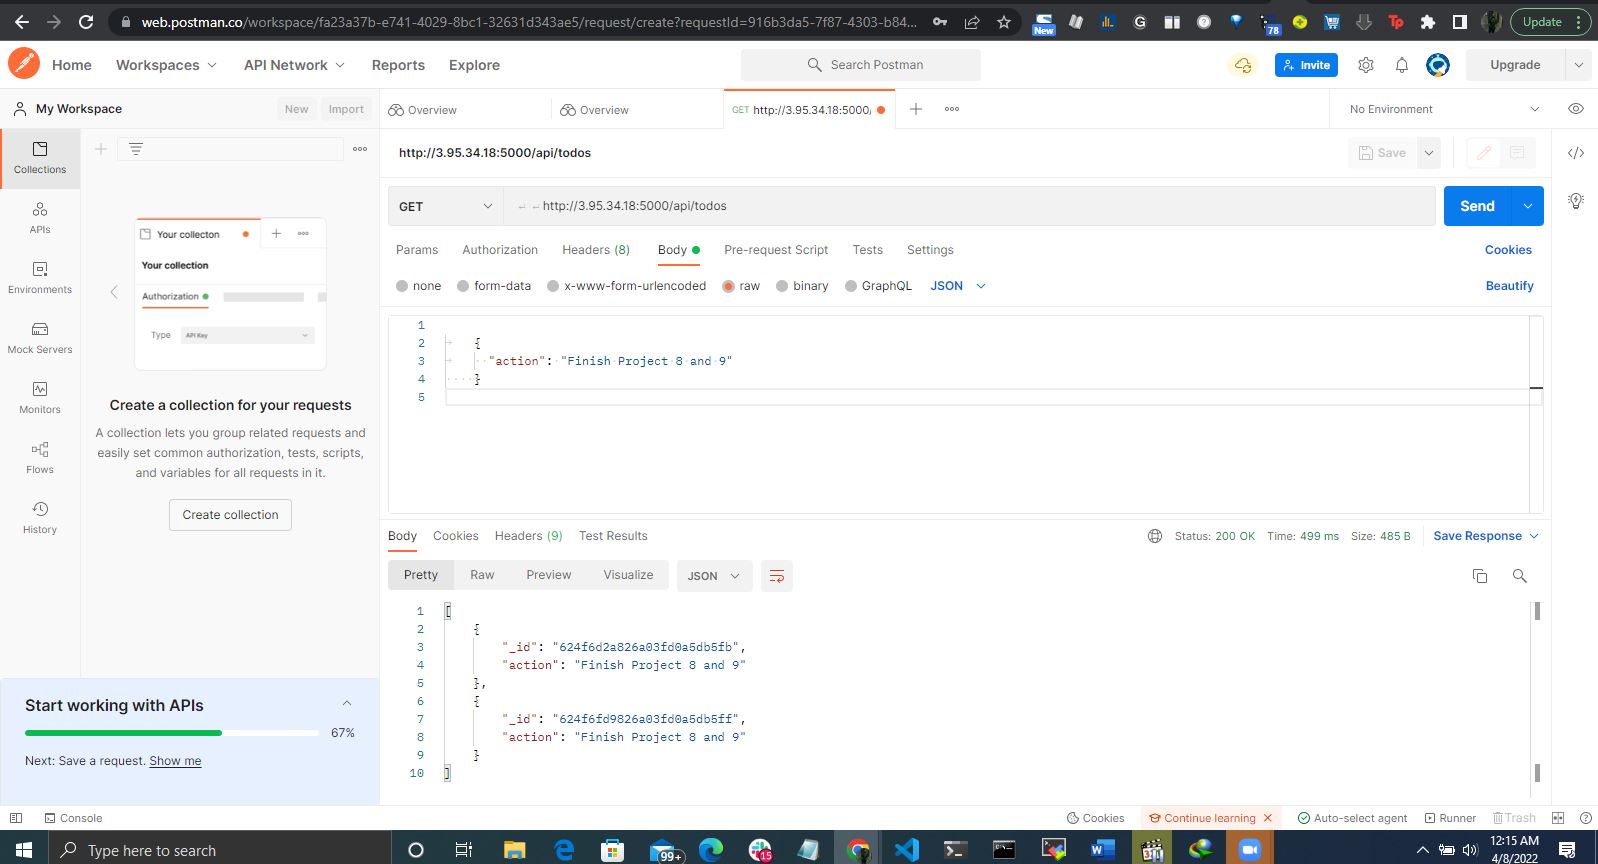 web.postman.co/workspace/fa23a37b-e741-4029-8bc1-32631d343ae5/request/create?requestId=916b3da5-7f87-4303-b84...
New
G
78
Tp
Update
Home
Workspaces
API Network
Reports
Explore
Search Postman
Invite
Upgrade
My Workspace
New
Import
Overview
Overview
GET http://3.95.34.18:5000/
No Environment
Collections
http://3.95.34.18:5000/api/todos
Save
APIs
Your collecton
GET
http://3.95.34.18:5000/api/todos
Send
Environments
Your collection
Params
Authorization
Headers (8)
Body
Pre-request Script
Tests
Settings
Cookies
Authorization
none
form-data
x-www-form-urlencoded
raw
binary
GraphQL
JSON
Beautify
Mock Servers
Type
API Key
1
2 {
3 "action": "Finish Project 8 and 9"
4 }
5
Monitors
Create a collection for your requests
A collection lets you group related requests and
easily set common authorization, tests, scripts,
and variables for all requests in it.
Flows
Create collection
History
Body
Cookies
Headers (9)
Test Results
Status: 200 OK
Time: 499 ms
Size: 485 B
Save Response
Pretty
Raw
Preview
Visualize
JSON
1 [
2 {
3 "_id": "624f6d2a826a03fd0a5db5fb",
4 "action": "Finish Project 8 and 9"
5 },
6 {
7 "_id": "624f6fd9826a03fd0a5db5ff",
8 "action": "Finish Project 8 and 9"
9 }
10 ]
Start working with APIs
67%
Next: Save a request. Show me
Console
Cookies
Continue learning
Auto-select agent
Runner
Trash
Type here to search
99+
15
12:15 AM
4/8/2022